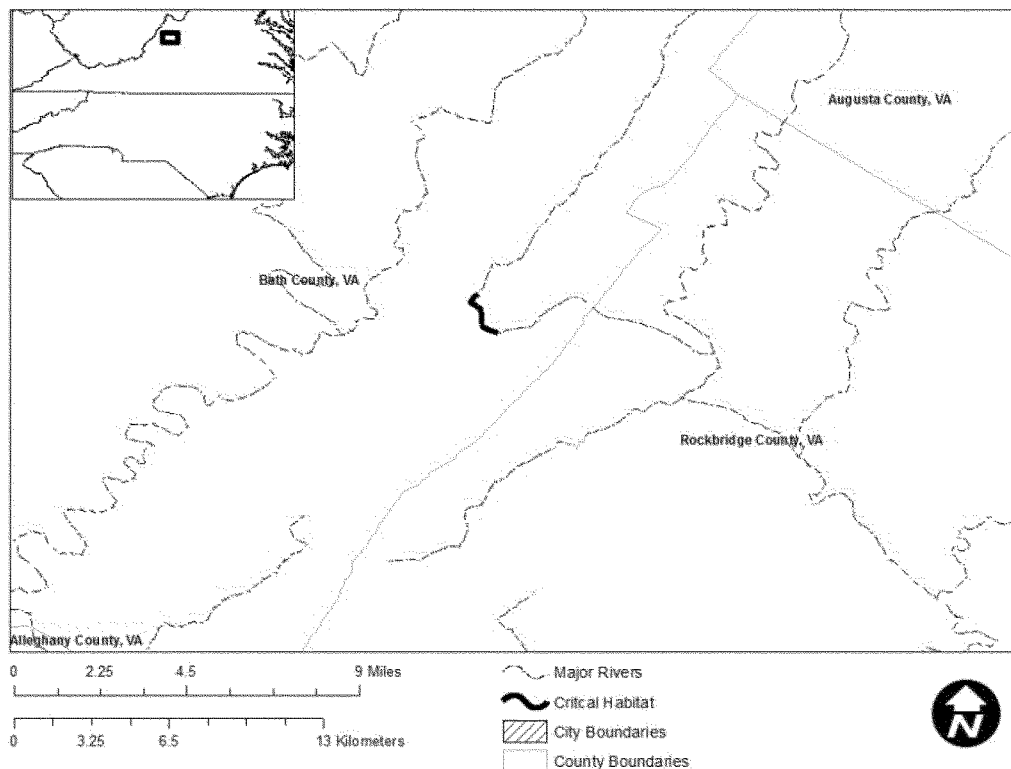 Augusta County, VA
Bath County, VA
Rockbridge County, VA
Alleghany County, VA
0 2.25 4.5 9 Miles
0 3.25 6.5 13 Kilometers
Major Rivers
Critcal Habitat
City Boundaries
County Boundaries
N